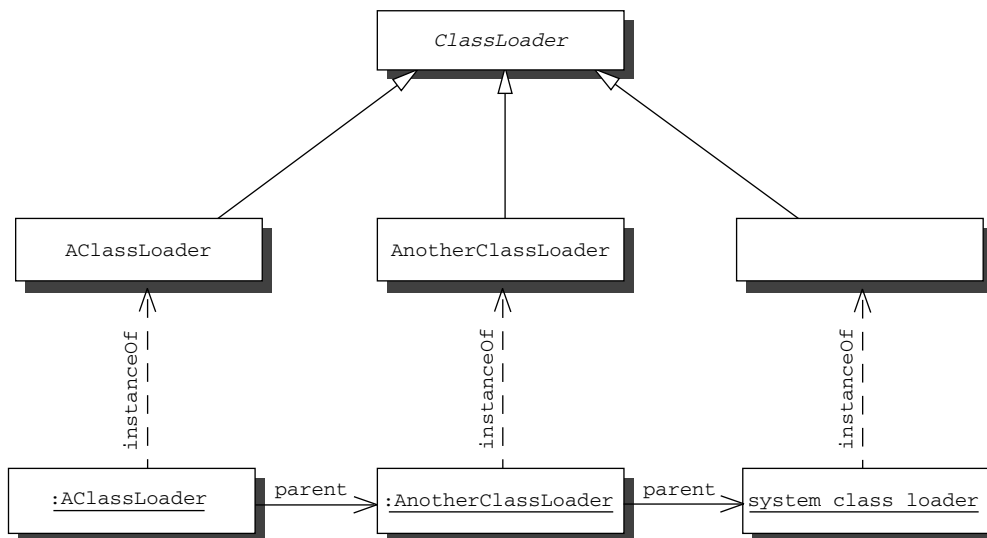 ClassLoader
AClassLoader
AnotherClassLoader
instanceOf
instanceOf
instanceOf
:AClassLoader
parent
:AnotherClassLoader
parent
system class loader